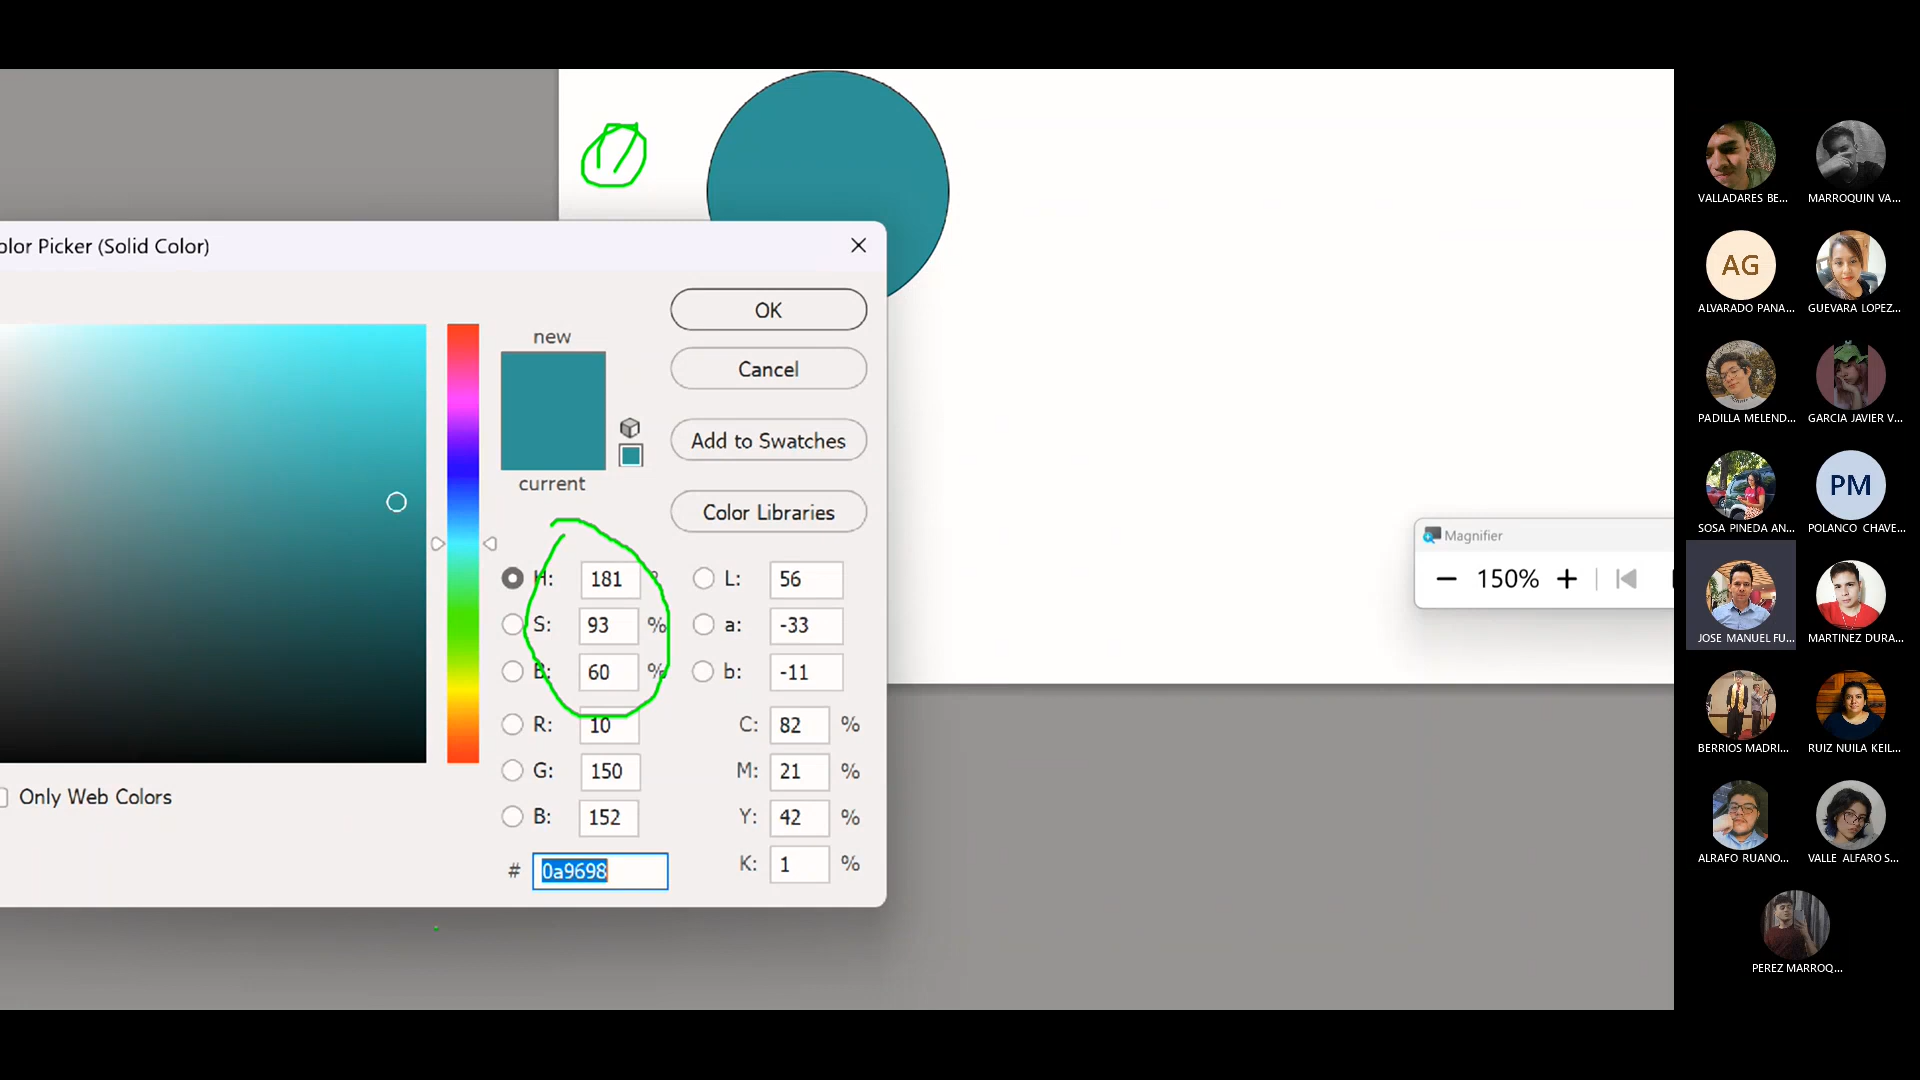 olor Picker (Solid Color)
OK
new
Cancel
Add to Swatches
current
Color Libraries
H: 181 ° L: 56
S: 93 % a: -33
B: 60 % b: -11
R: 10 C: 82 %
G: 150 M: 21 %
B: 152 Y: 42 %
# 0a9698 K: 1 %
Only Web Colors
Magnifier
150%
VALLADARES BE...
MARROQUIN VA...
AG
ALVARADO PANA...
GUEVARA LOPEZ...
PADILLA MELEND...
GARCIA JAVIER V...
PM
SOSA PINEDA AN...
POLANCO CHAVE...
JOSE MANUEL FU...
MARTINEZ DURA...
BERRIOS MADRI...
RUIZ NUILA KEIL...
ALRAFO RUANO...
VALLE ALFARO S...
PEREZ MARROQ...